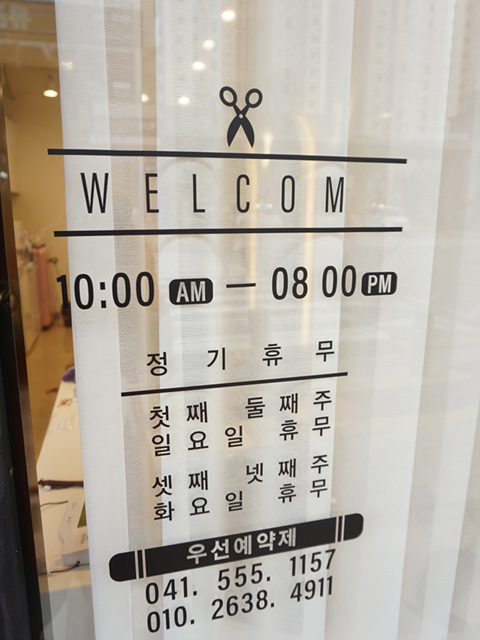 WELCOM
10:00 AM — 08 00 PM
정기휴무
첫째 둘째주
일요일 휴무
셋째 넷째주
화요일 휴무
우선예약제
041. 555. 1157
010. 2638. 4911